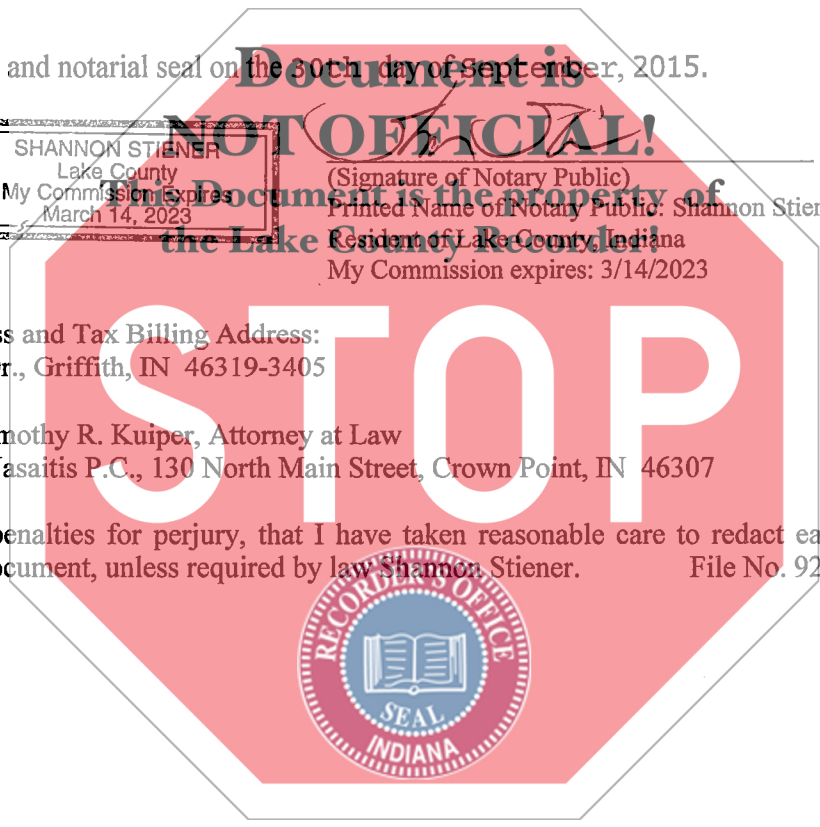 and notarial seal on the 30th day of September, 2015.
Document is
NOT OFFICIAL!
This Document is the property of
the Lake County Recorder!
SHANNON STIENER
Lake County
My Commission Expires
March 14, 2023
(Signature of Notary Public)
Printed Name of Notary Public: Shannon Stien
Resident of Lake County, Indiana
My Commission expires: 3/14/2023
ss and Tax Billing Address:
r., Griffith, IN 46319-3405
STOP
mothy R. Kuiper, Attorney at Law
asaitis P.C., 130 North Main Street, Crown Point, IN 46307
enalties for perjury, that I have taken reasonable care to redact ea
ocument, unless required by law Shannon Stiener. File No. 92
RECORDER'S OFFICE
SEAL
INDIANA